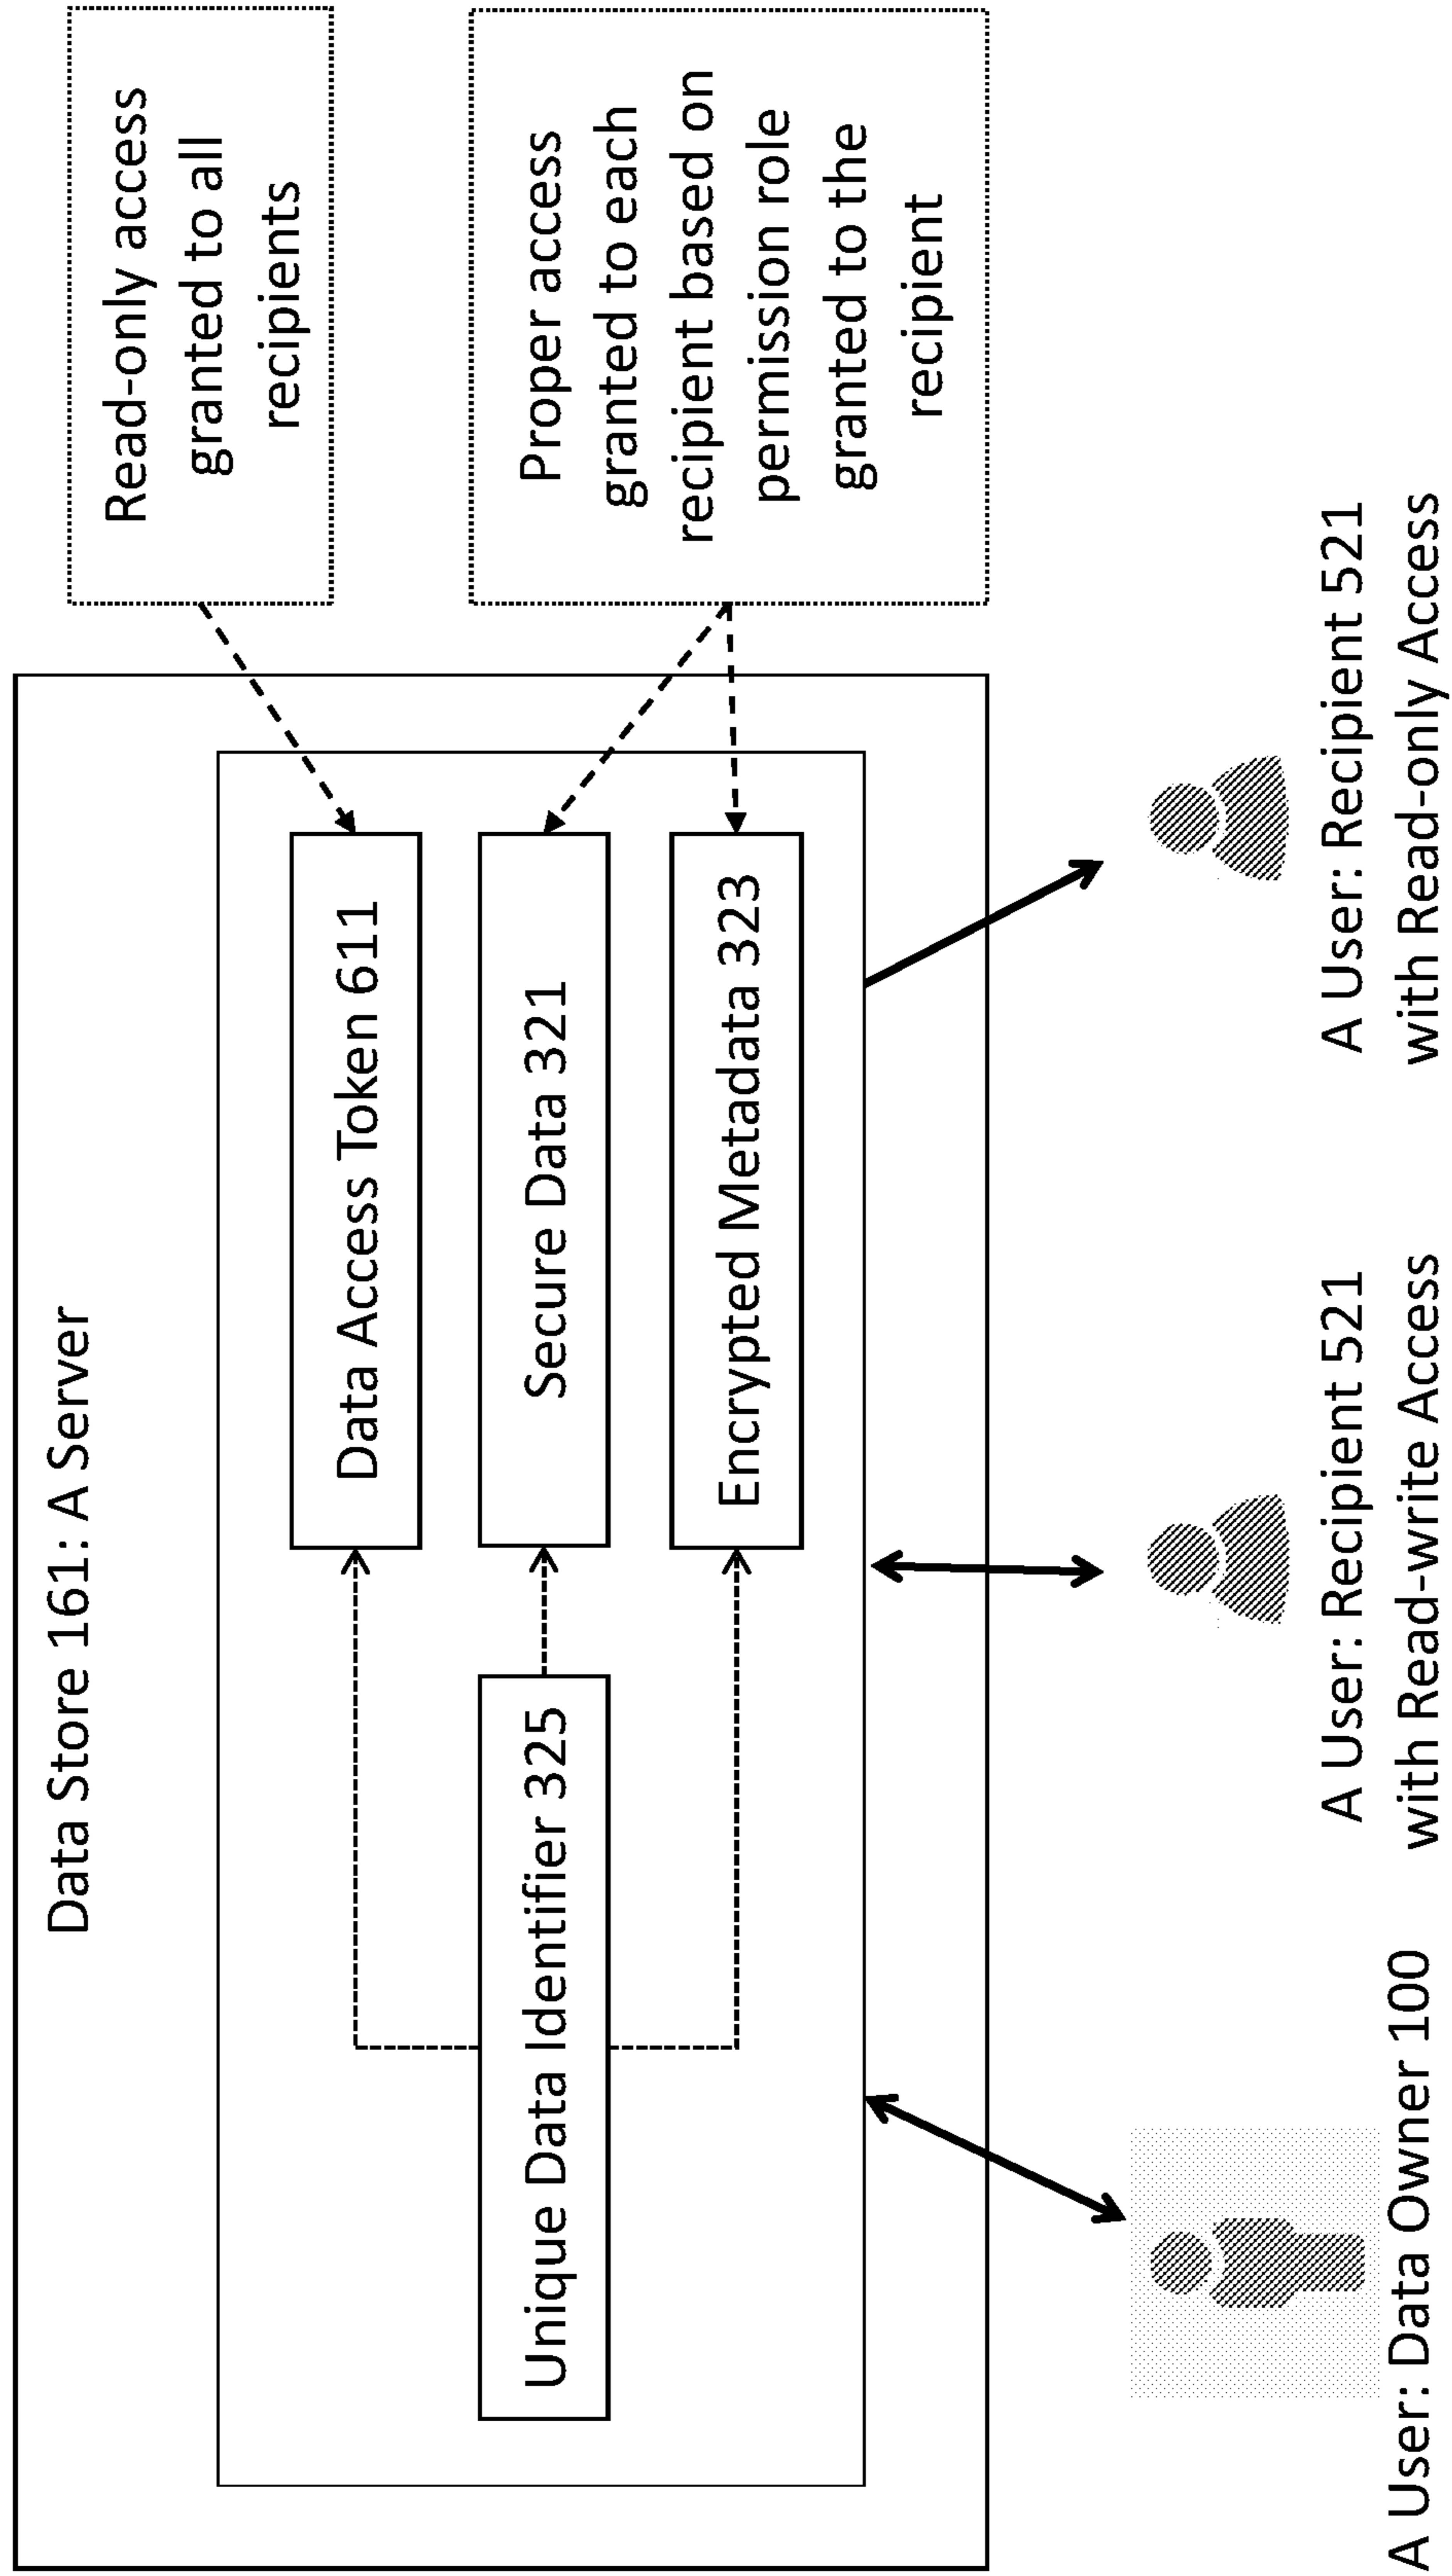 Data Store 161: A Server
Unique Data Identifier 325
Data Access Token 611
Secure Data 321
Encrypted Metadata 323
Read-only access
granted to all
recipients
Proper access
granted to each
recipient based on
permission role
granted to the
recipient
A User: Data Owner 100
A User: Recipient 521
with Read-write Access
A User: Recipient 521
with Read-only Access